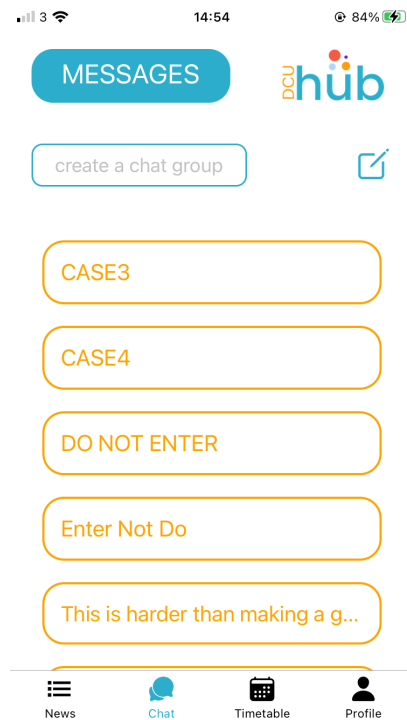 3 14:54 84%
MESSAGES
DCU hub
create a chat group
CASE3
CASE4
DO NOT ENTER
Enter Not Do
This is harder than making a g...
News Chat Timetable Profile